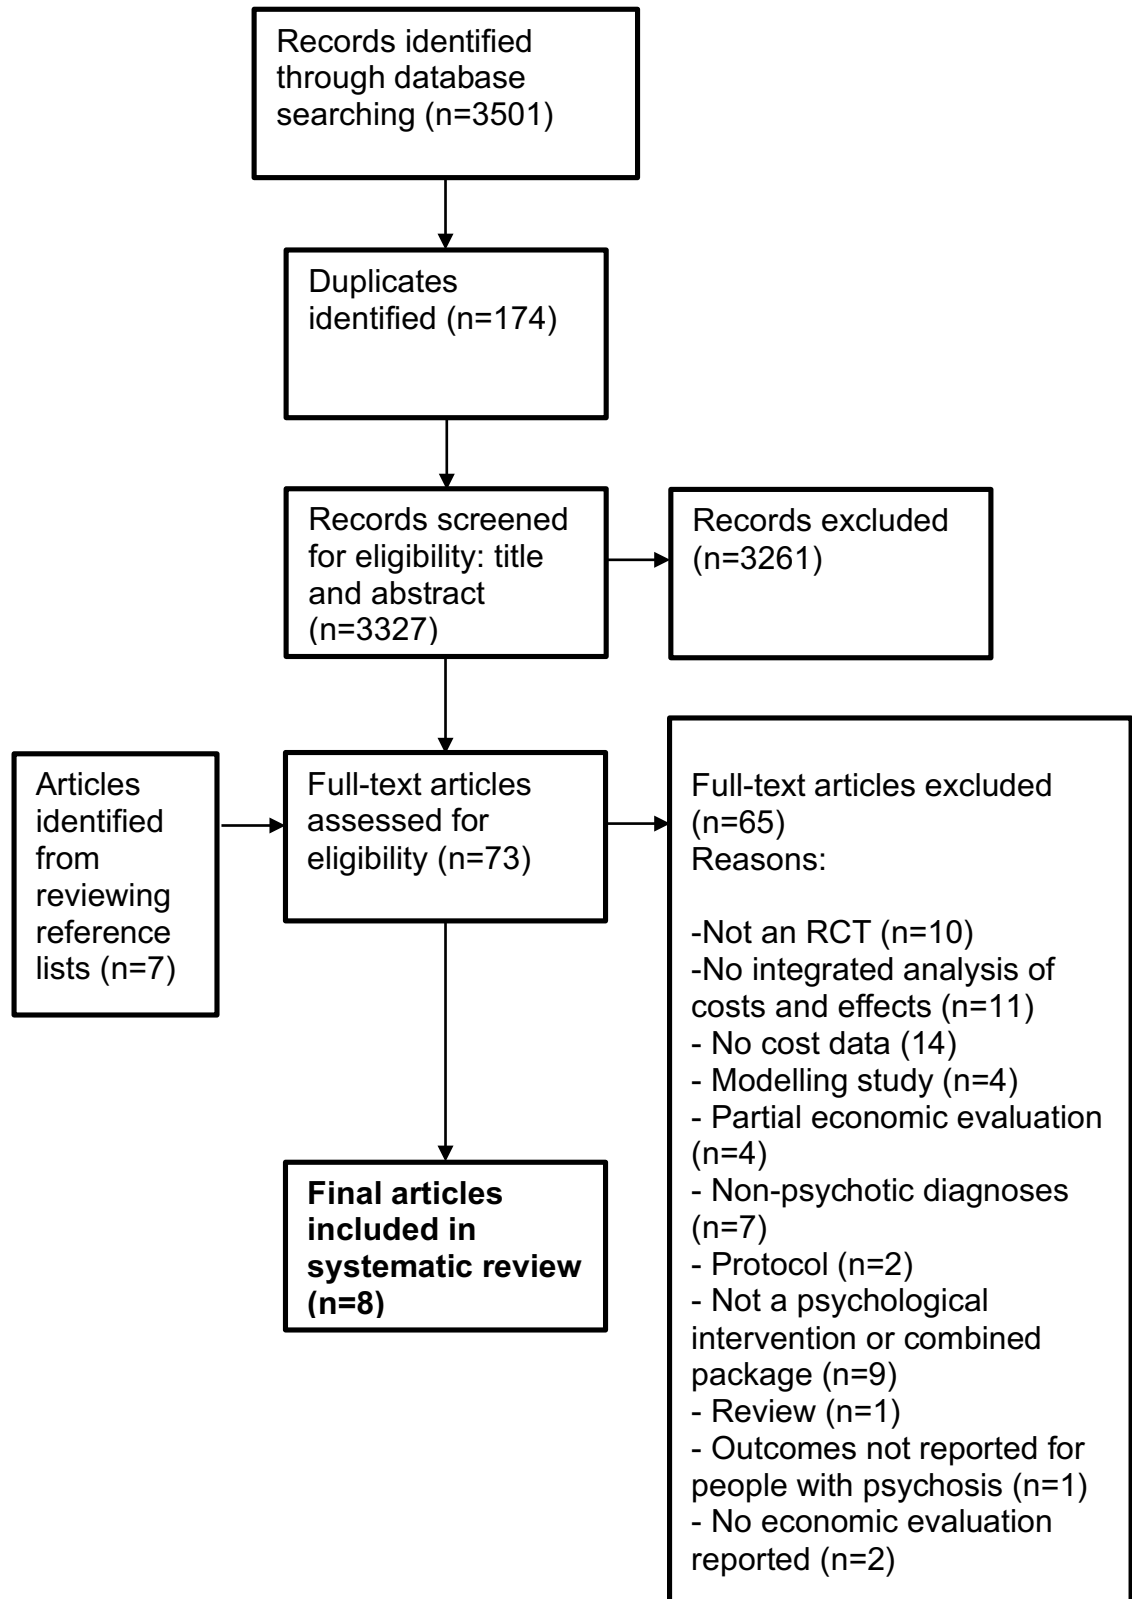 Records identified
through database
searching (n=3501)
Duplicates
identified (n=174)
Records screened
for eligibility: title
and abstract
(n=3327)
Records excluded
(n=3261)
Articles
identified
from
reviewing
reference
lists (n=7)
Full-text articles
assessed for
eligibility (n=73)
Full-text articles excluded
(n=65)
Reasons:
-Not an RCT (n=10)
-No integrated analysis of
costs and effects (n=11)
- No cost data (14)
- Modelling study (n=4)
- Partial economic evaluation
(n=4)
- Non-psychotic diagnoses
(n=7)
- Protocol (n=2)
- Not a psychological
intervention or combined
package (n=9)
- Review (n=1)
- Outcomes not reported for
people with psychosis (n=1)
- No economic evaluation
reported (n=2)
Final articles
included in
systematic review
(n=8)